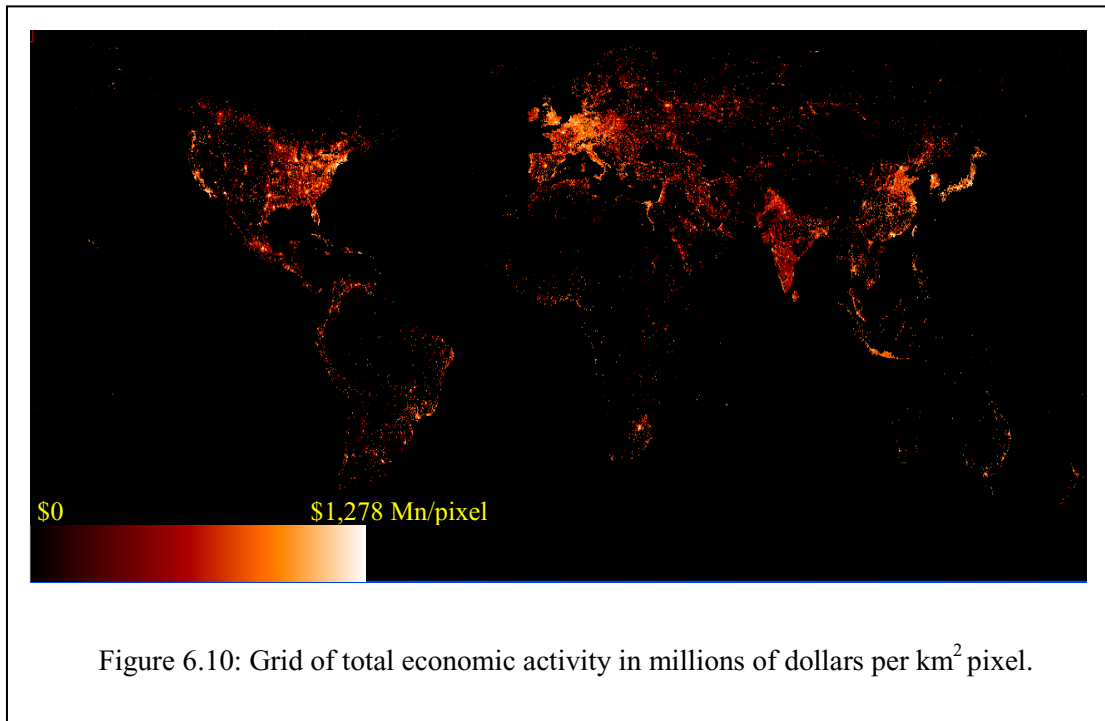 $0 $1,278 Mn/pixel
Figure 6.10: Grid of total economic activity in millions of dollars per km² pixel.